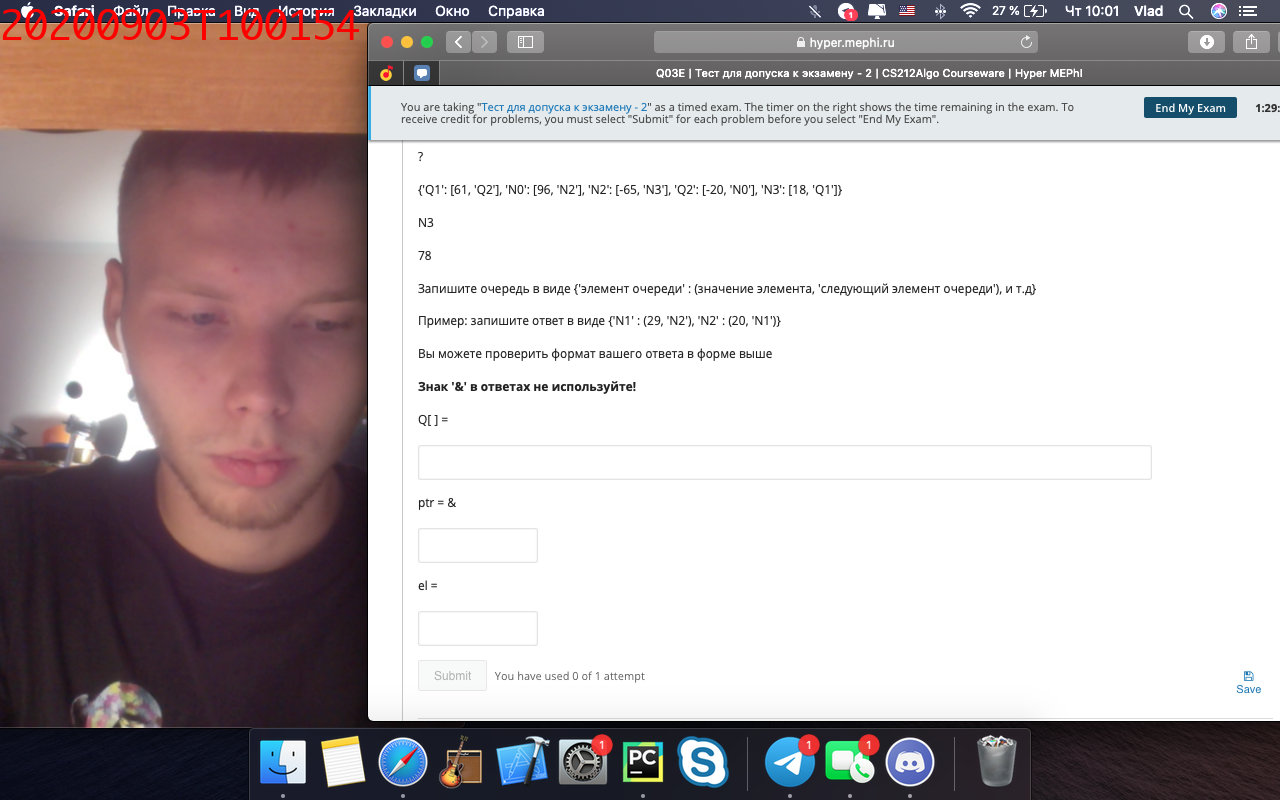 20200903T100154
Safari Файл Правка Вид История Закладки Окно Справка
1
27 %
Чт 10:01 Vlad
hyper.mephi.ru
Q03E | Тест для допуска к экзамену - 2 | CS212Algo Courseware | Hyper MEPhI
You are taking "Тест для допуска к экзамену - 2" as a timed exam. The timer on the right shows the time remaining in the exam. To
receive credit for problems, you must select "Submit" for each problem before you select "End My Exam".
End My Exam
1:29:
?
{'Q1': [61, 'Q2'], 'N0': [96, 'N2'], 'N2': [-65, 'N3'], 'Q2': [-20, 'N0'], 'N3': [18, 'Q1']}
N3
78
Запишите очередь в виде {'элемент очереди' : (значение элемента, 'следующий элемент очереди'), и т.д}
Пример: запишите ответ в виде {'N1' : (29, 'N2'), 'N2' : (20, 'N1')}
Вы можете проверить формат вашего ответа в форме выше
Знак '&' в ответах не используйте!
Q[ ] =
ptr = &
el =
Submit
You have used 0 of 1 attempt
Save
1
PC
1
1